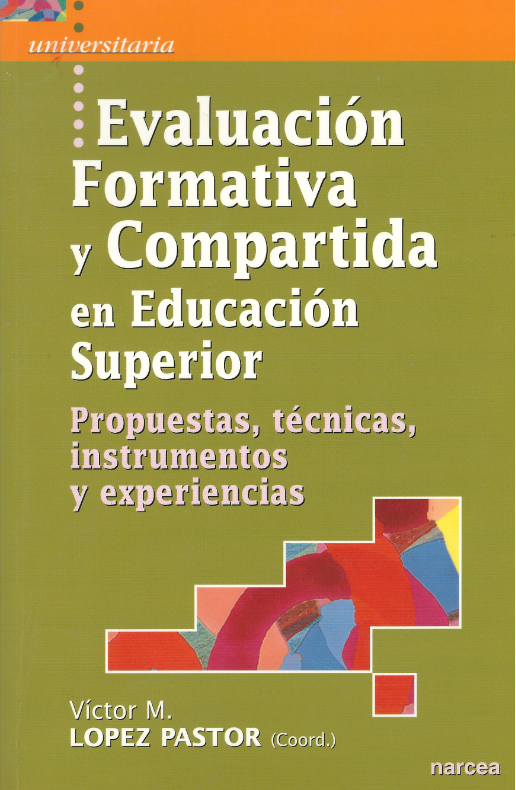 universitaria
Evaluación
Formativa
y Compartida
en Educación
Superior
Propuestas, técnicas,
instrumentos
y experiencias
Víctor M.
LOPEZ PASTOR (Coord.)
narcea